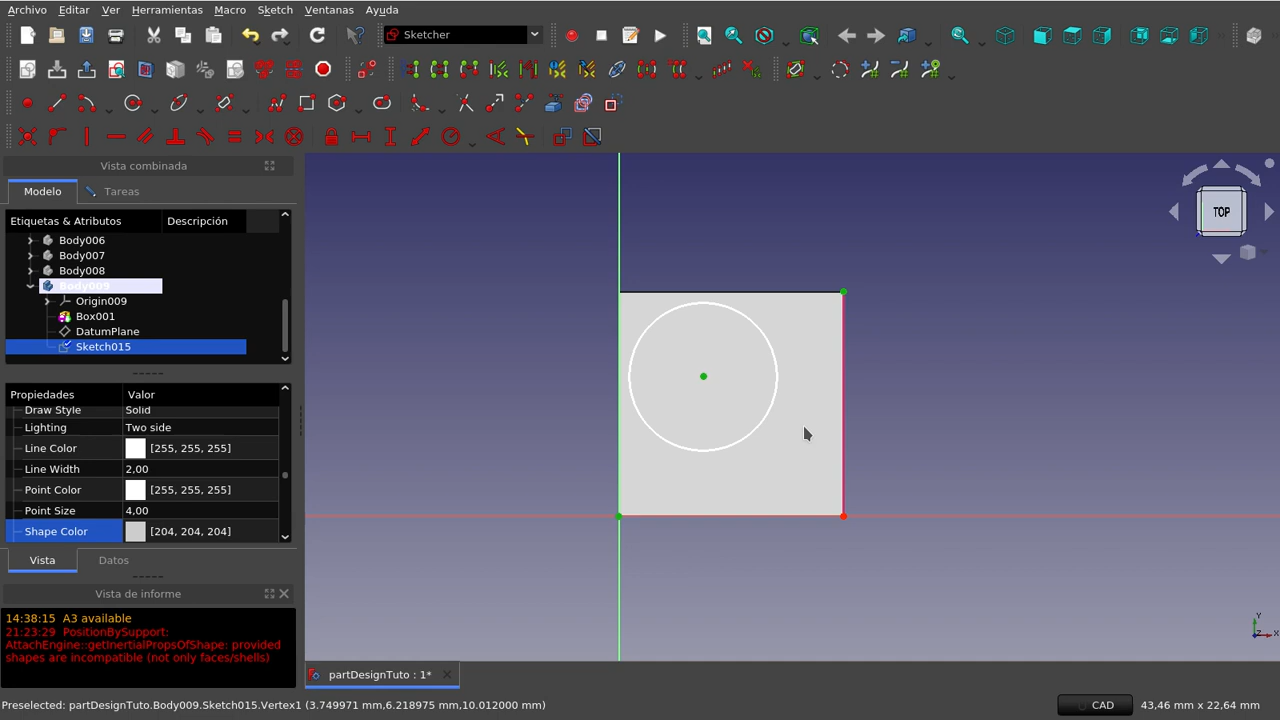 Archivo Editar Ver Herramientas Macro Sketch Ventanas Ayuda
Sketcher
Vista combinada
Modelo Tareas
Etiquetas & Atributos Descripción
Body006
Body007
Body008
Body009
Origin009
Box001
DatumPlane
Sketch015
Propiedades Valor
Draw Style Solid
Lighting Two side
Line Color [255, 255, 255]
Line Width 2,00
Point Color [255, 255, 255]
Point Size 4,00
Shape Color [204, 204, 204]
Vista Datos
Vista de informe
14:38:15 A3 available
21:23:29 PositionBySupport:
AttachEngine::getInertialPropsOfShape: provided
shapes are incompatible (not only faces/shells)
TOP
Y
Z X
partDesignTuto : 1*
Preselected: partDesignTuto.Body009.Sketch015.Vertex1 (3.749971 mm,6.218975 mm,10.012000 mm)
CAD
43,46 mm x 22,64 mm